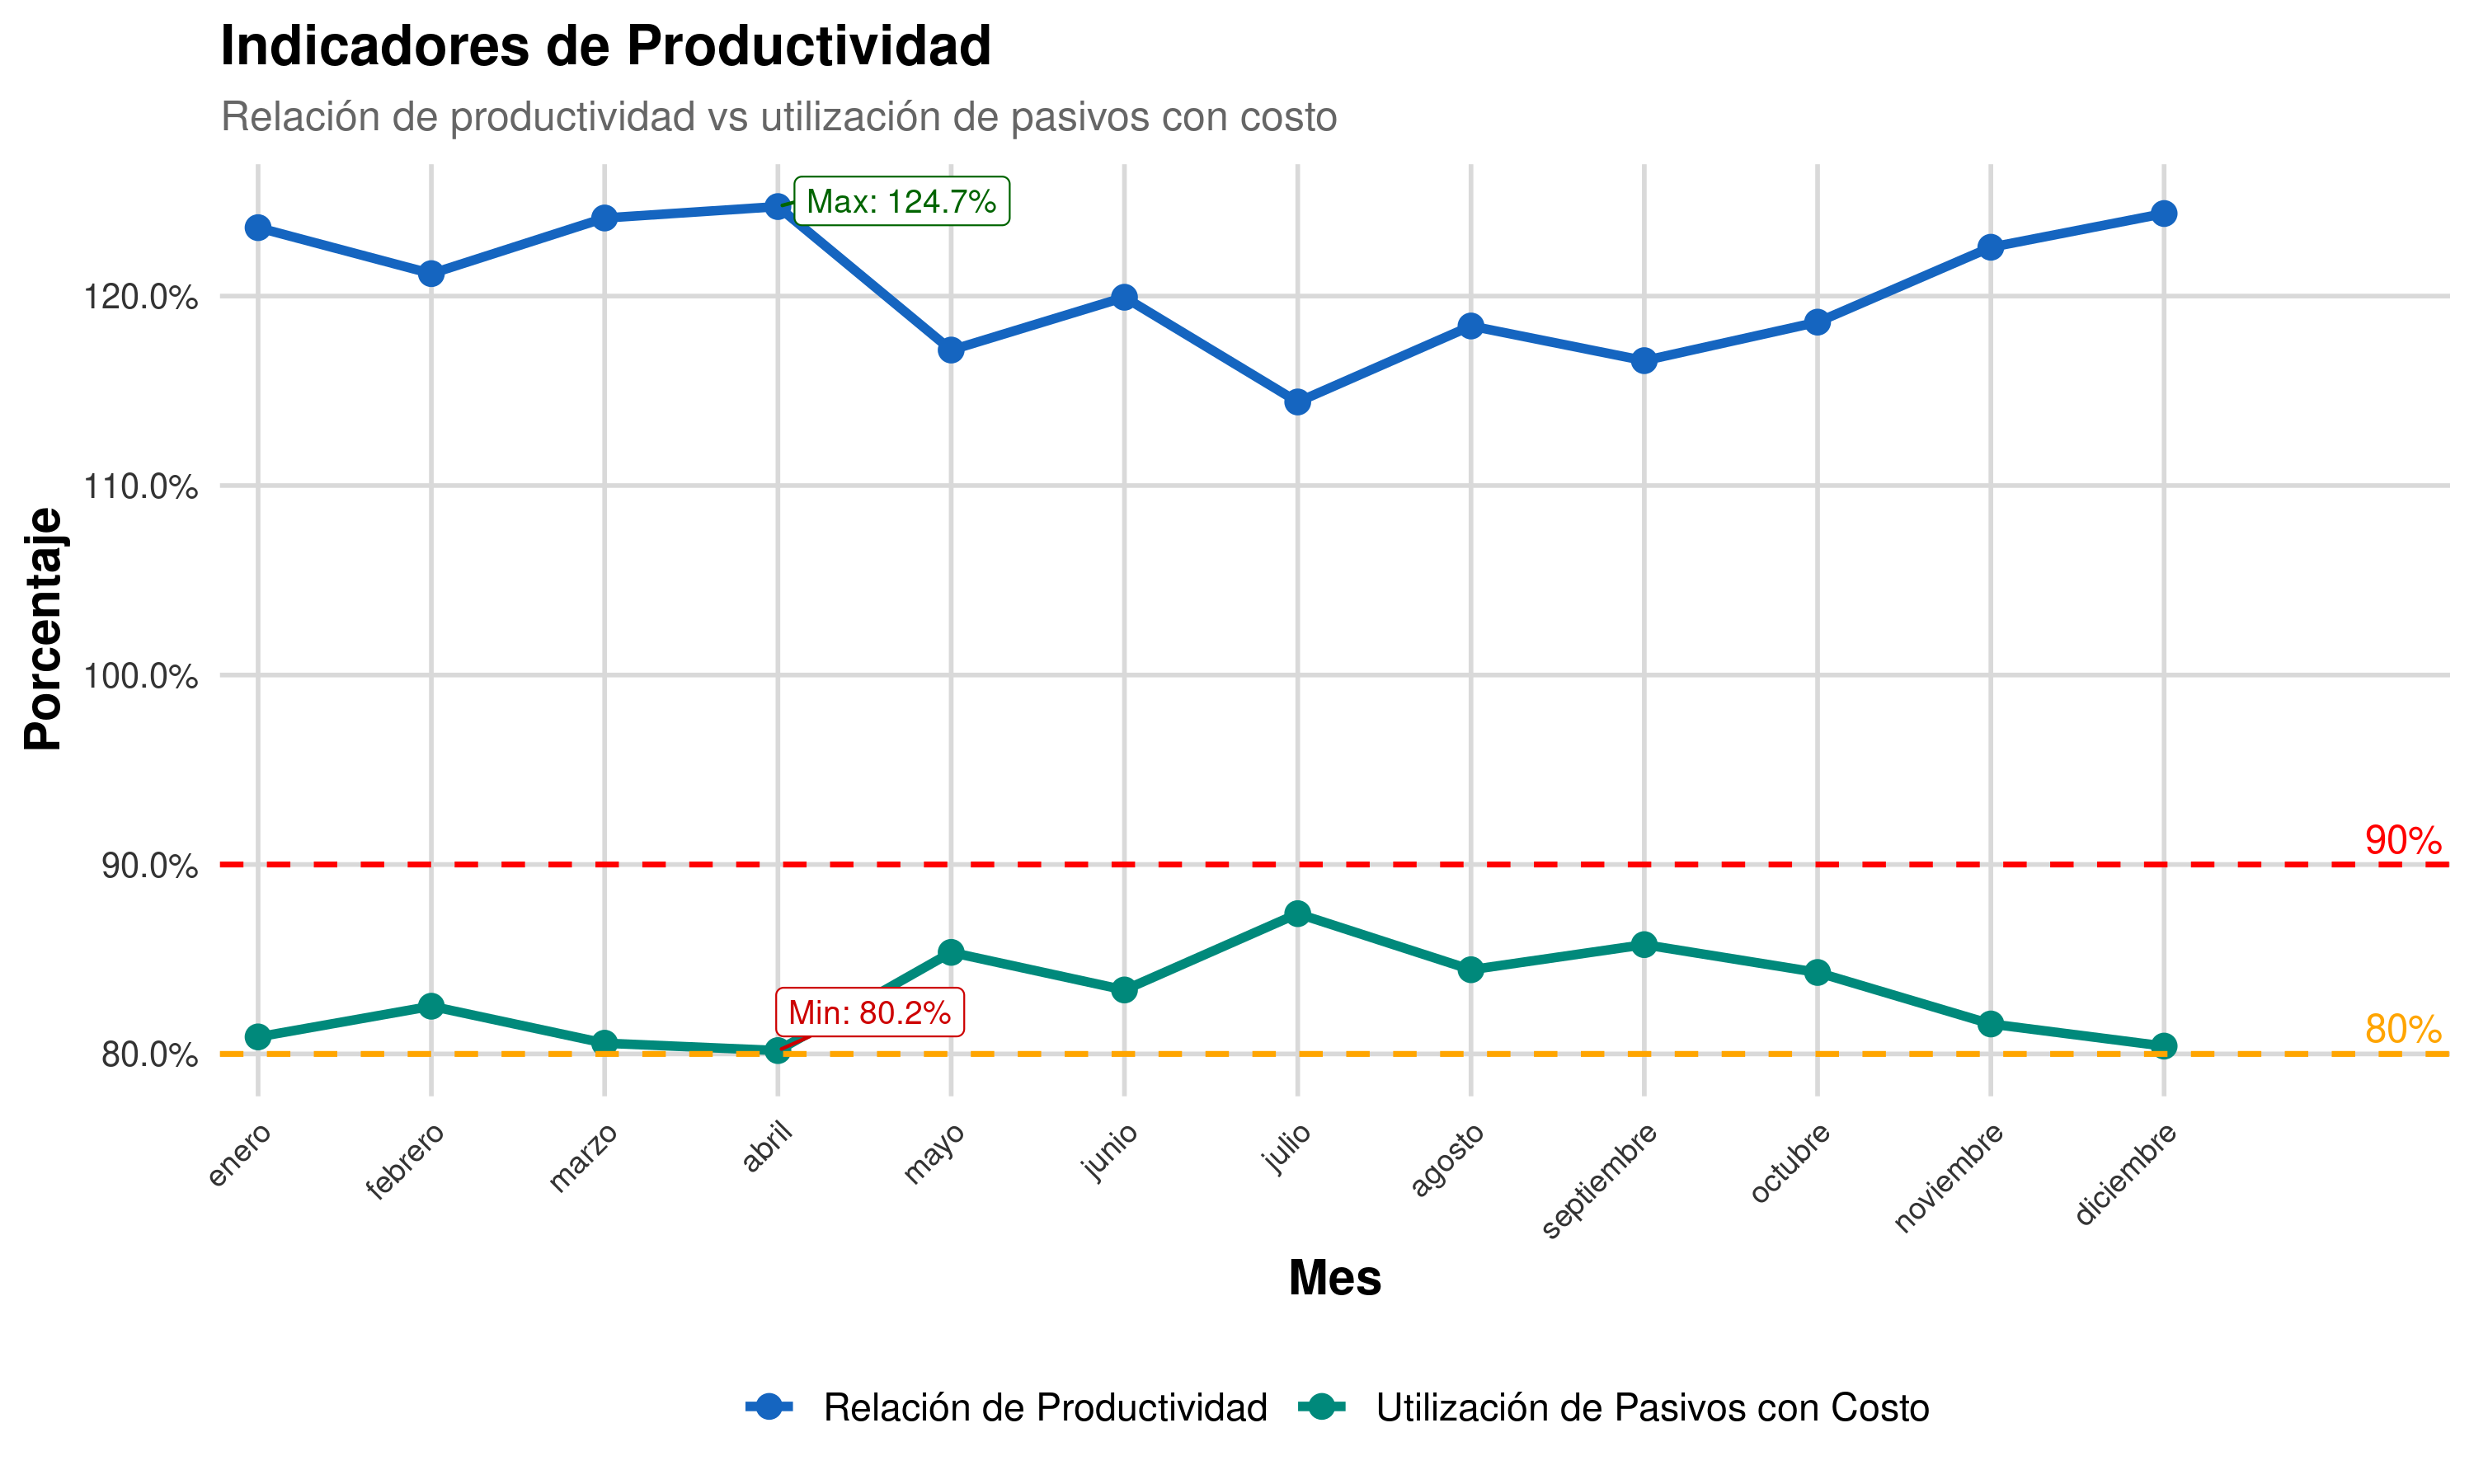 Indicadores de Productividad
Relación de productividad vs utilización de pasivos con costo
Porcentaje
120.0%
110.0%
100.0%
90.0%
80.0%
Max: 124.7%
Min: 80.2%
90%
80%
enero
febrero
marzo
abril
mayo
junio
julio
agosto
septiembre
octubre
noviembre
diciembre
Mes
Relación de Productividad
Utilización de Pasivos con Costo